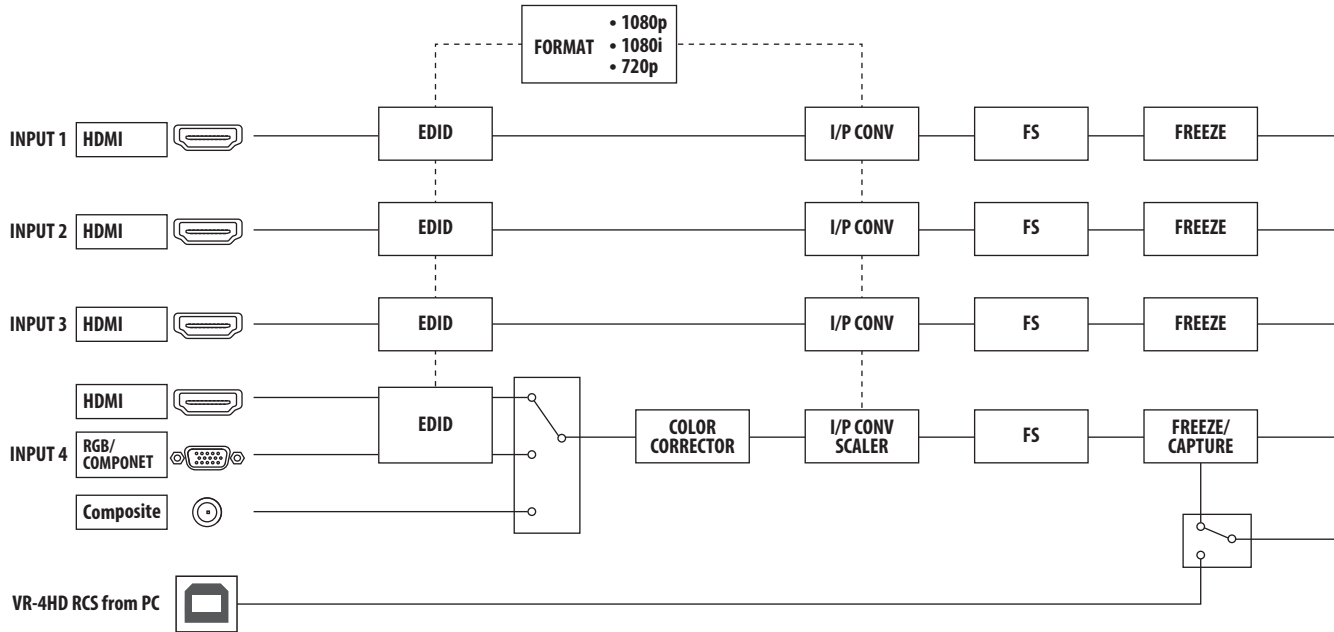 FORMAT
• 1080p
• 1080i
• 720p
INPUT 1 HDMI EDID I/P CONV FS FREEZE
INPUT 2 HDMI EDID I/P CONV FS FREEZE
INPUT 3 HDMI EDID I/P CONV FS FREEZE
HDMI
INPUT 4
RGB/
COMPONET
EDID
COLOR
CORRECTOR
I/P CONV
SCALER
FS
FREEZE/
CAPTURE
Composite
VR-4HD RCS from PC